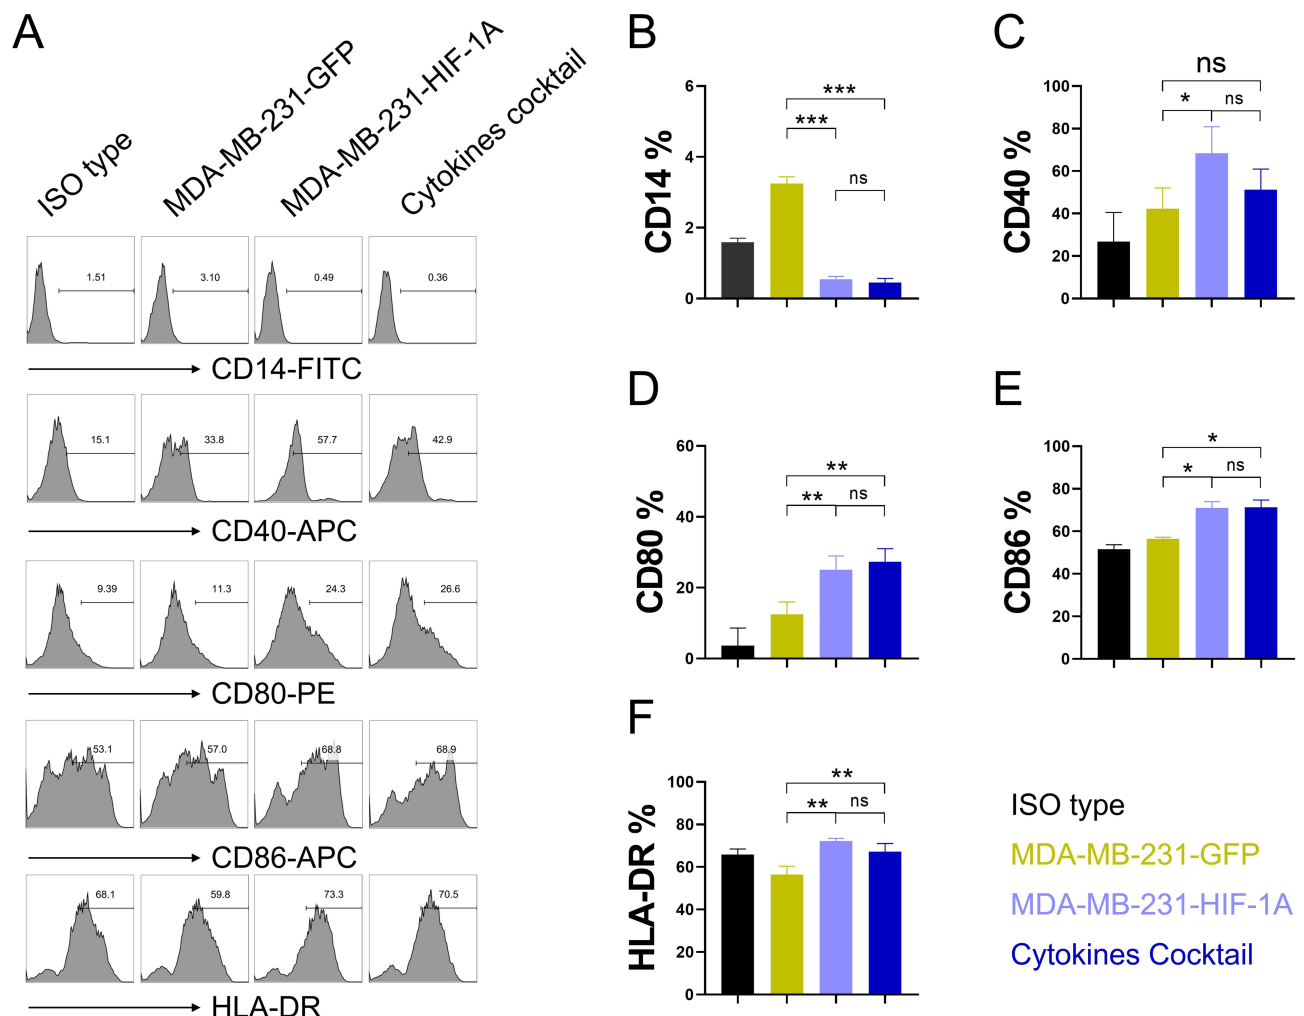 A
ISO type
MDA-MB-231-GFP
MDA-MB-231-HIF-1A
Cytokines cocktail
1.51
3.10
0.49
0.36
CD14-FITC
15.1
33.8
57.7
42.9
CD40-APC
9.39
11.3
24.3
26.6
CD80-PE
53.1
57.0
68.8
68.9
CD86-APC
68.1
59.8
73.3
70.5
HLA-DR
B
CD14 %
6
4
2
0
***
***
ns
C
CD40 %
100
80
60
40
20
0
ns
*
ns
D
CD80 %
60
40
20
0
**
**
ns
E
CD86 %
100
80
60
40
20
0
*
*
ns
F
HLA-DR %
100
80
60
40
20
0
**
**
ns
ISO type
MDA-MB-231-GFP
MDA-MB-231-HIF-1A
Cytokines Cocktail